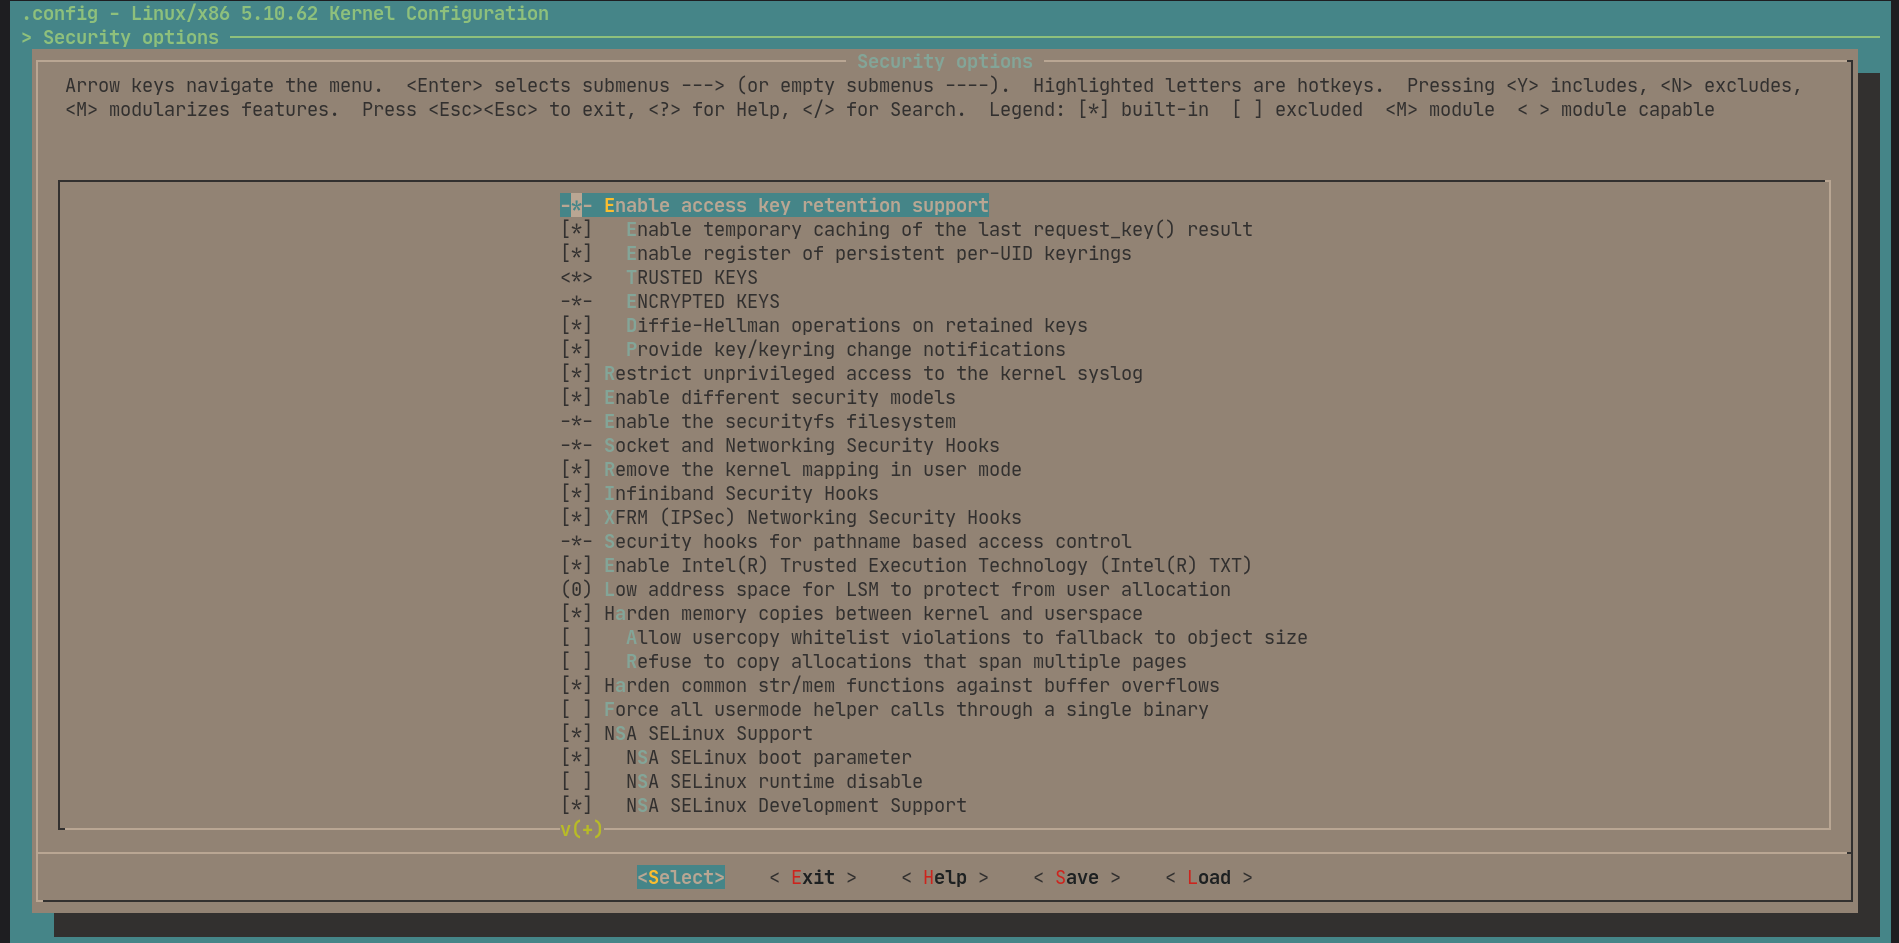 .config - Linux/x86 5.10.62 Kernel Configuration
> Security options
Security options
Arrow keys navigate the menu.  <Enter> selects submenus ---> (or empty submenus ----).  Highlighted letters are hotkeys.  Pressing <Y> includes, <N> excludes,
<M> modularizes features.  Press <Esc><Esc> to exit, <?> for Help, </> for Search.  Legend: [*] built-in  [ ] excluded  <M> module  < > module capable
-*- Enable access key retention support
[*]   Enable temporary caching of the last request_key() result
[*]   Enable register of persistent per-UID keyrings
<*>   TRUSTED KEYS
-*-   ENCRYPTED KEYS
[*]   Diffie-Hellman operations on retained keys
[*]   Provide key/keyring change notifications
[*] Restrict unprivileged access to the kernel syslog
[*] Enable different security models
-*- Enable the securityfs filesystem
-*- Socket and Networking Security Hooks
[*] Remove the kernel mapping in user mode
[*] Infiniband Security Hooks
[*] XFRM (IPSec) Networking Security Hooks
-*- Security hooks for pathname based access control
[*] Enable Intel(R) Trusted Execution Technology (Intel(R) TXT)
(0) Low address space for LSM to protect from user allocation
[*] Harden memory copies between kernel and userspace
[ ]   Allow usercopy whitelist violations to fallback to object size
[ ]   Refuse to copy allocations that span multiple pages
[*] Harden common str/mem functions against buffer overflows
[ ] Force all usermode helper calls through a single binary
[*] NSA SELinux Support
[*]   NSA SELinux boot parameter
[ ]   NSA SELinux runtime disable
[*]   NSA SELinux Development Support
v(+)
<Select>    < Exit >    < Help >    < Save >    < Load >